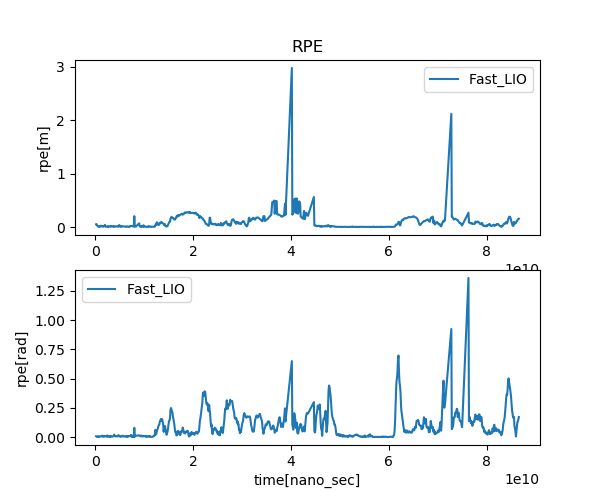 RPE
rpe[m]
3
2
1
0
Fast_LIO
0 2 4 6 8
1e10
rpe[rad]
1.25
1.00
0.75
0.50
0.25
0.00
Fast_LIO
0 2 4 6 8
1e10
time[nano_sec]